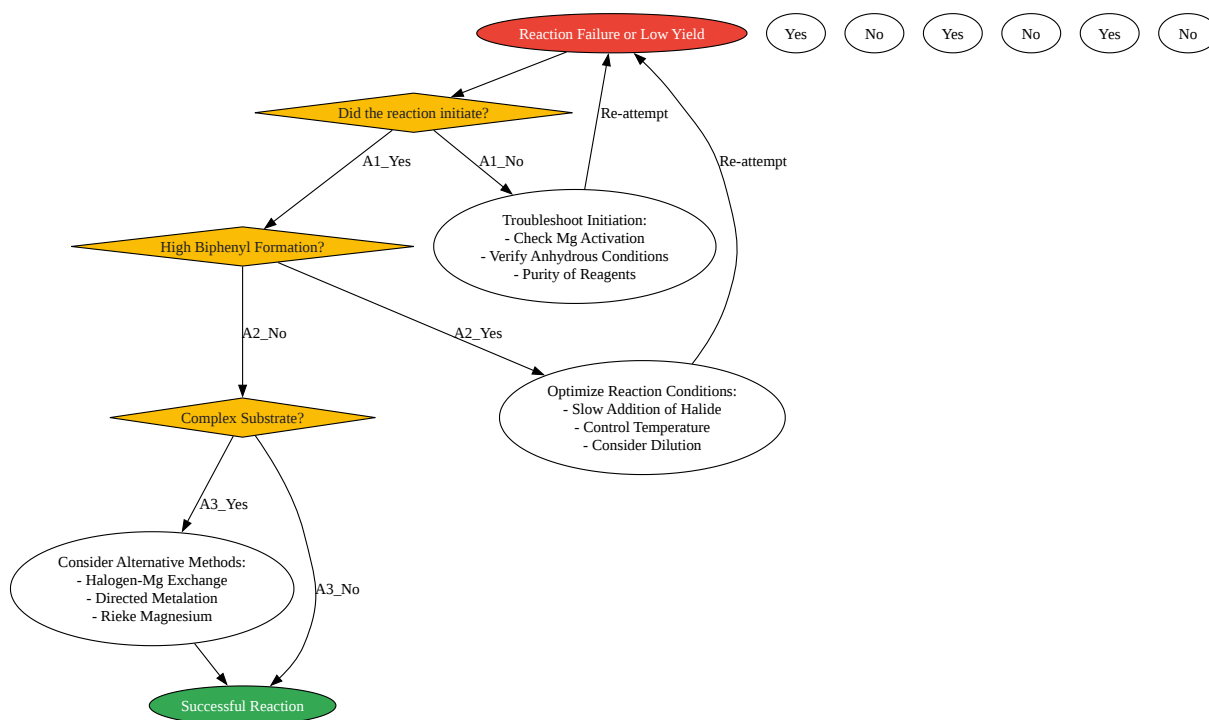 Reaction Failure or Low Yield
Yes
No
Yes
No
Yes
No
Did the reaction initiate?
Re-attempt
A1_Yes
A1_No
Re-attempt
Troubleshoot Initiation:
- Check Mg Activation
- Verify Anhydrous Conditions
- Purity of Reagents
High Biphenyl Formation?
A2_No
A2_Yes
Optimize Reaction Conditions:
- Slow Addition of Halide
- Control Temperature
- Consider Dilution
Complex Substrate?
A3_Yes
Consider Alternative Methods:
- Halogen-Mg Exchange
- Directed Metalation
- Rieke Magnesium
A3_No
Successful Reaction